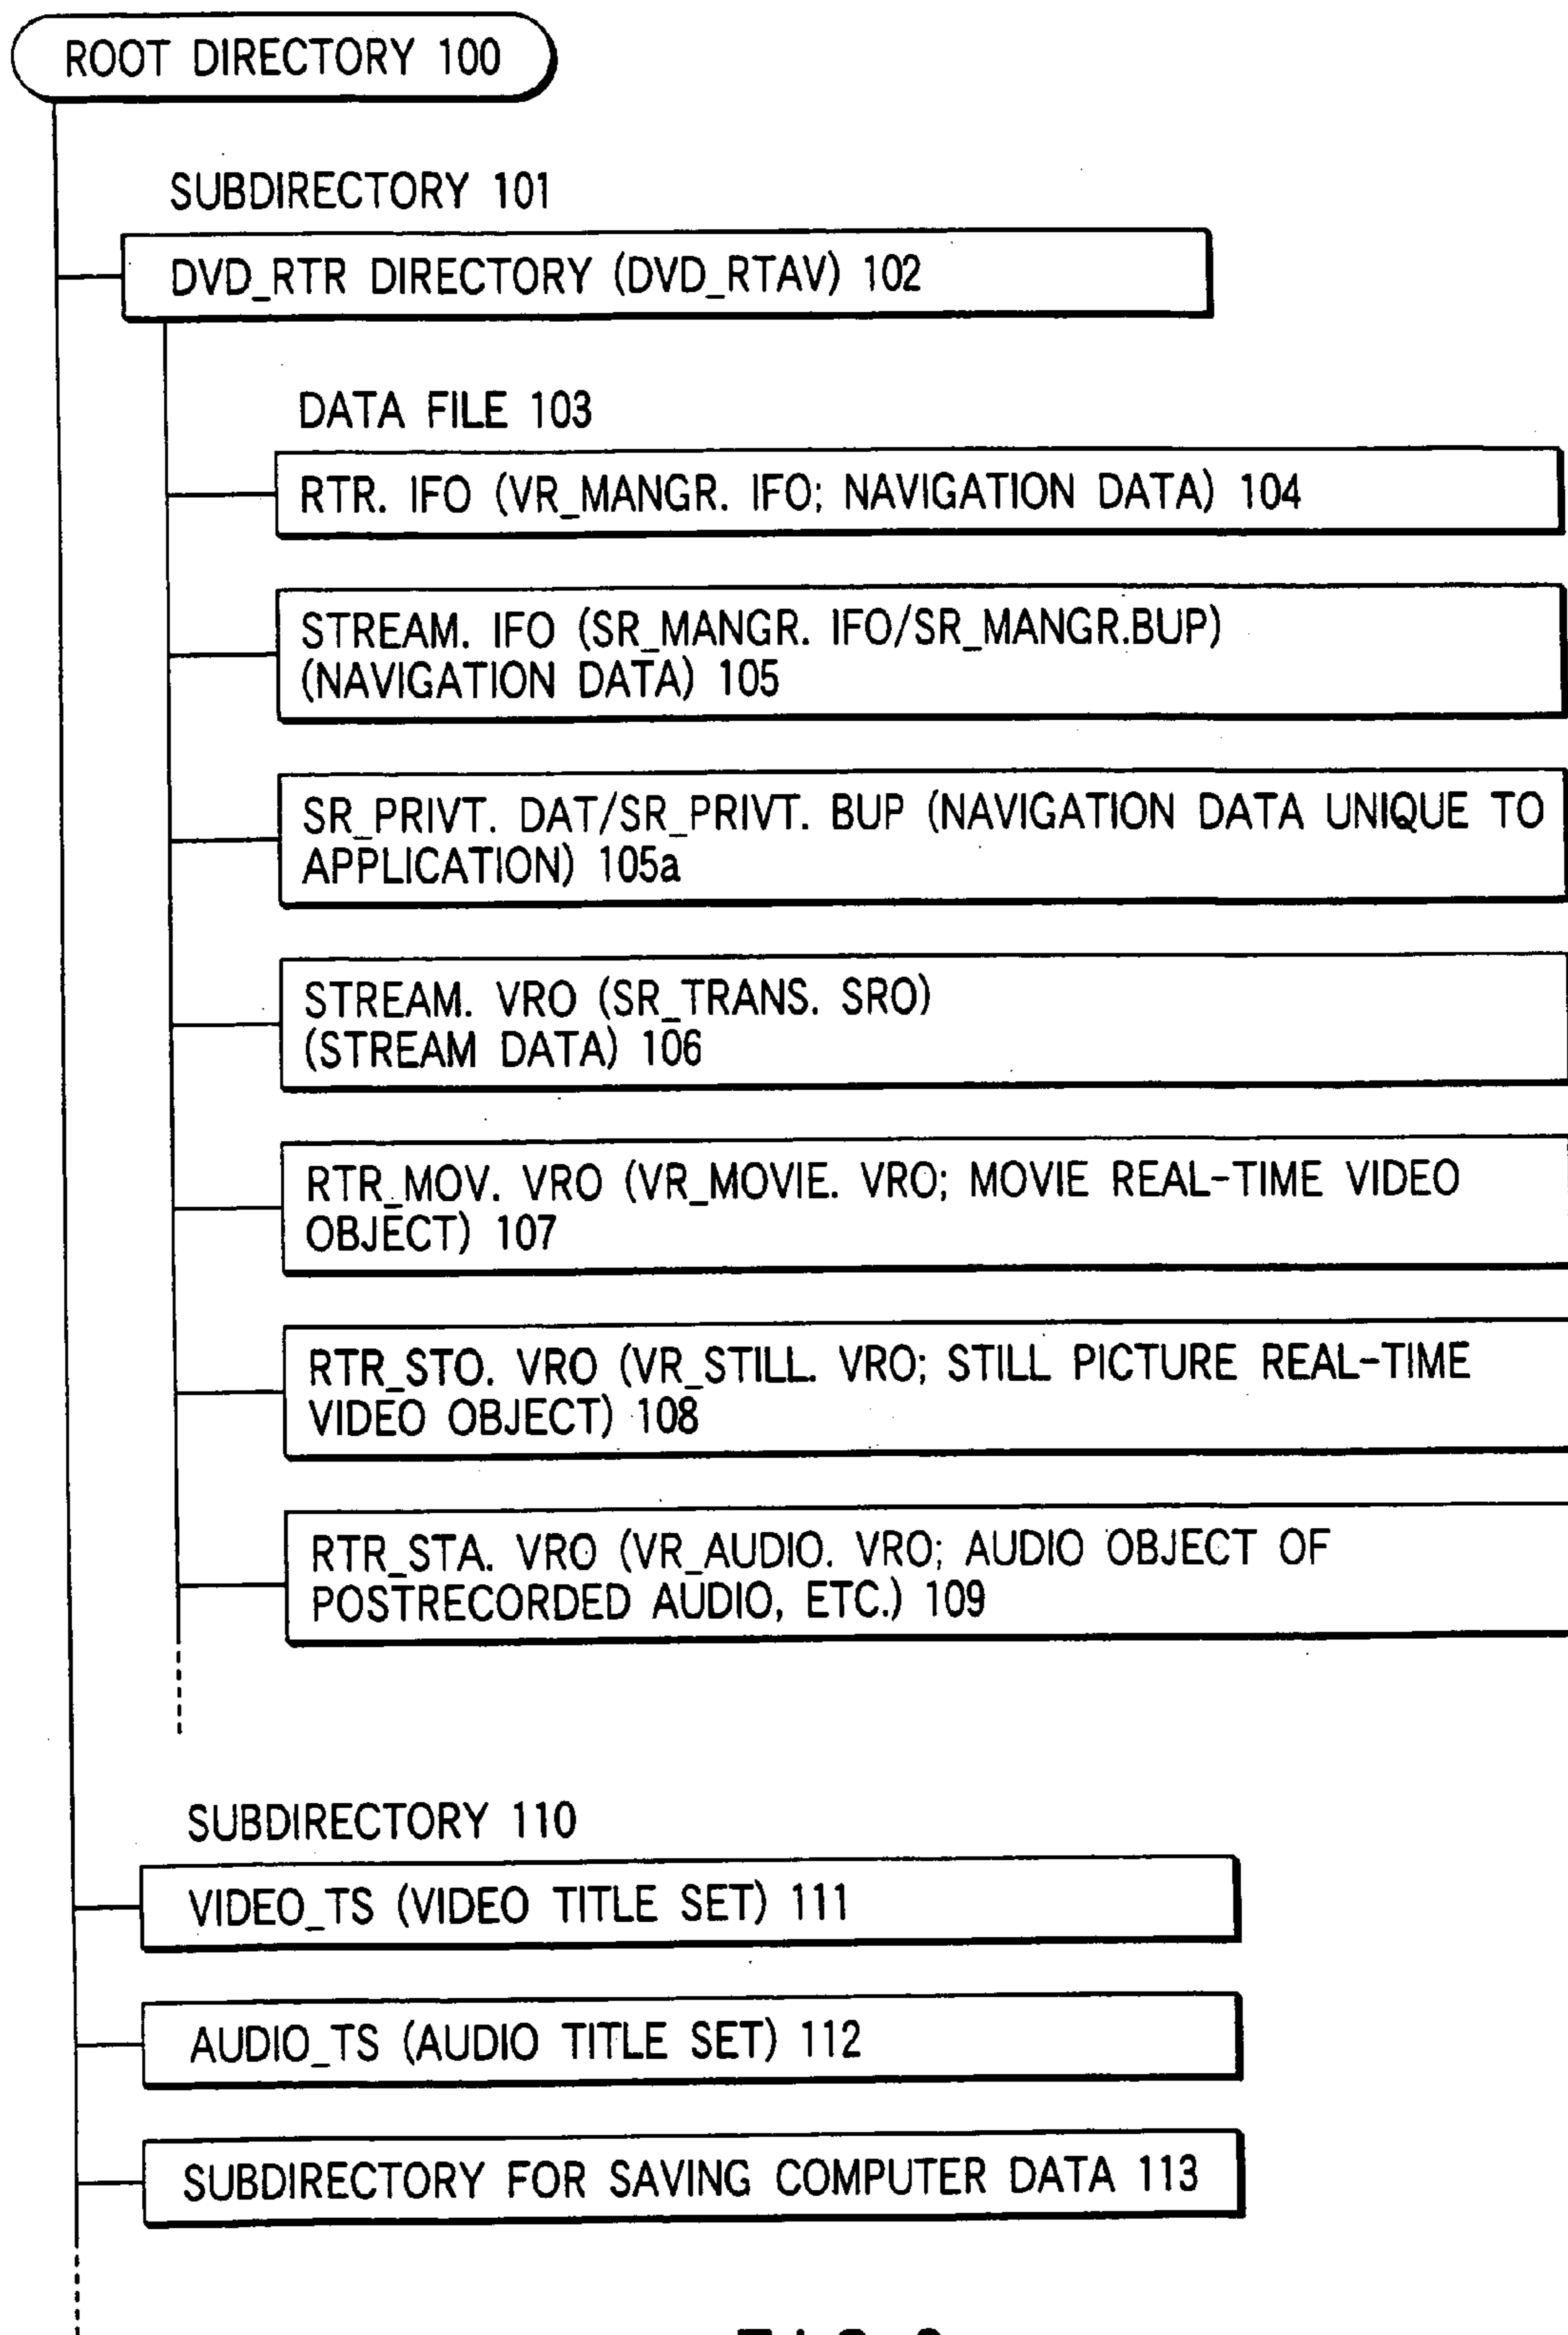 ROOT DIRECTORY 100
SUBDIRECTORY 101
DVD_RTR DIRECTORY (DVD_RTAV) 102
DATA FILE 103
RTR. IFO (VR_MANGR. IFO; NAVIGATION DATA) 104
STREAM. IFO (SR_MANGR. IFO/SR_MANGR.BUP)
(NAVIGATION DATA) 105
SR_PRIVT. DAT/SR_PRIVT. BUP (NAVIGATION DATA UNIQUE TO
APPLICATION) 105a
STREAM. VRO (SR_TRANS. SRO)
(STREAM DATA) 106
RTR_MOV. VRO (VR_MOVIE. VRO; MOVIE REAL-TIME VIDEO
OBJECT) 107
RTR_STO. VRO (VR_STILL. VRO; STILL PICTURE REAL-TIME
VIDEO OBJECT) 108
RTR_STA. VRO (VR_AUDIO. VRO; AUDIO OBJECT OF
POSTRECORDED AUDIO, ETC.) 109
SUBDIRECTORY 110
VIDEO_TS (VIDEO TITLE SET) 111
AUDIO_TS (AUDIO TITLE SET) 112
SUBDIRECTORY FOR SAVING COMPUTER DATA 113